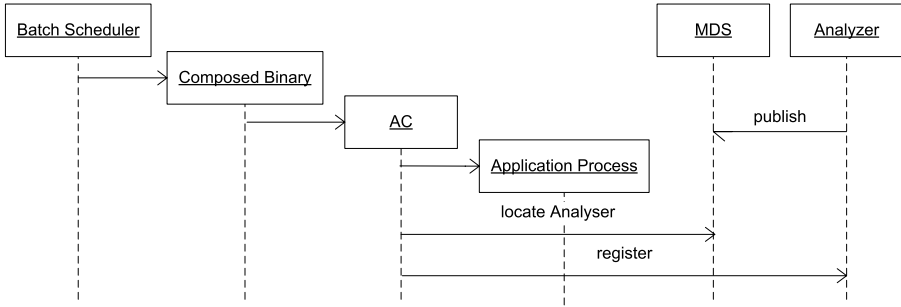 Batch Scheduler
MDS
Analyzer
Composed Binary
AC
publish
Application Process
locate Analyser
register